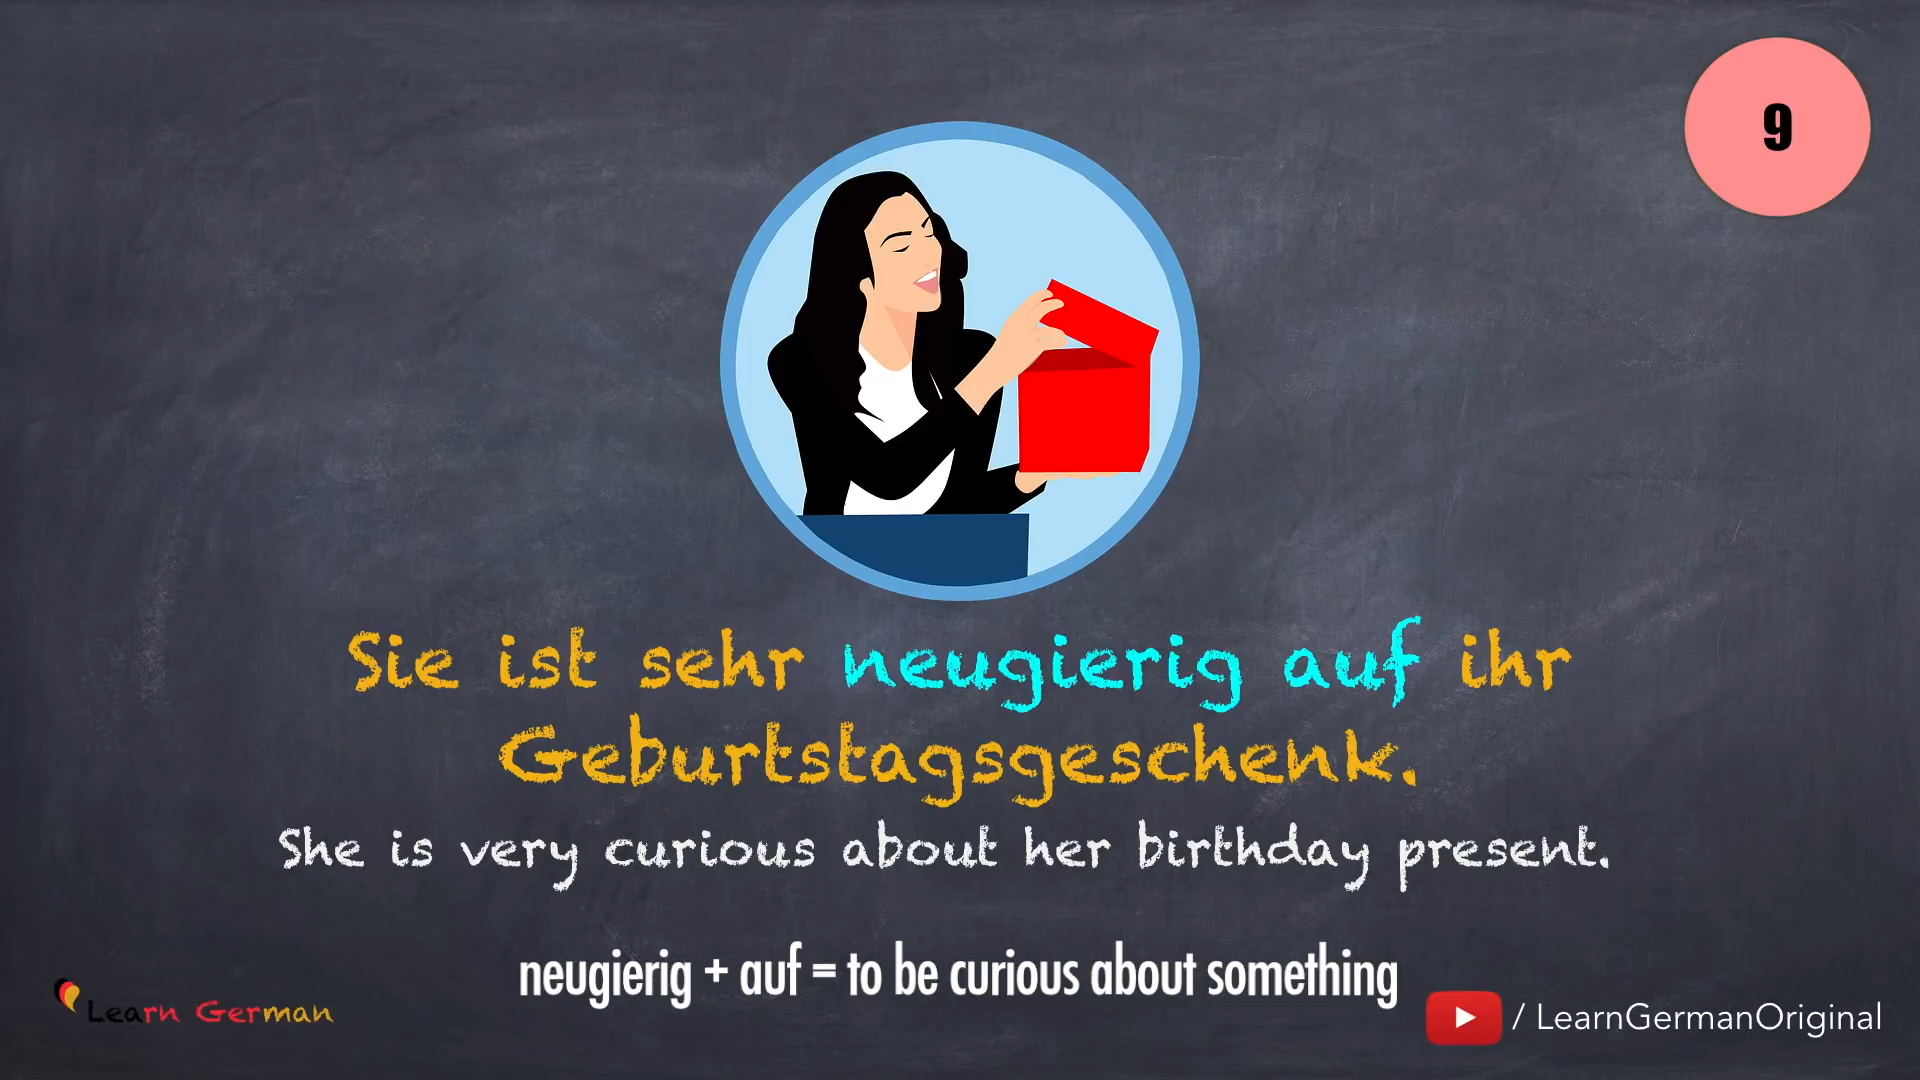 9
Sie ist sehr neugierig auf ihr
Geburtstagsgeschenk.
She is very curious about her birthday present.
neugierig + auf = to be curious about something
Learn German
/ LearnGermanOriginal